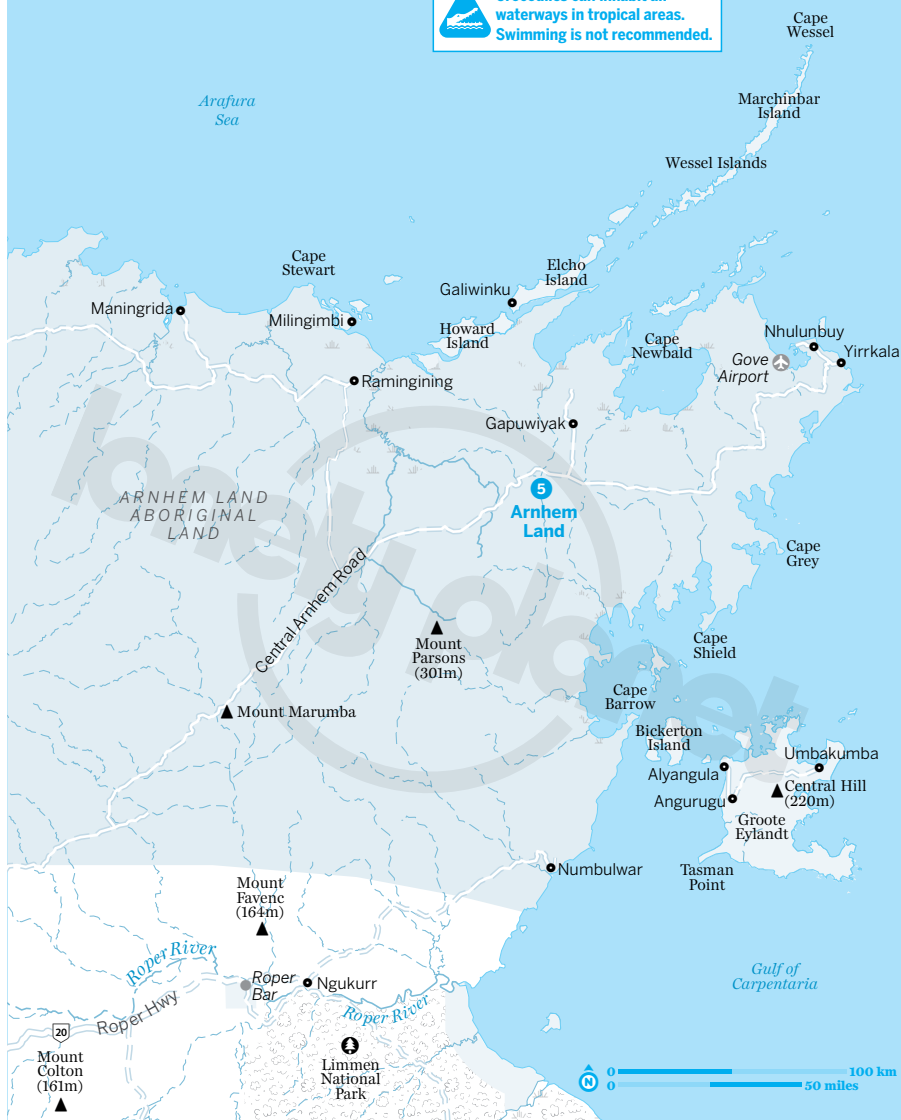 waterways in tropical areas.
Swimming is not recommended.
Cape
Wessel
Arafura
Sea
Marchinbar
Island
Wessel Islands
Cape
Stewart
Elcho
Island
Galiwinku
Maningrida
Milingimbi
Howard
Island
Cape
Newbald
Nhulunbuy
Yirrkala
Gove
Airport
Ramingining
Gapuwiyak
ARNHEM LAND
ABORIGINAL
LAND
5
Arnhem
Land
lonely planet
Cape
Grey
Central Arnhem Road
Mount
Parsons
(301m)
Cape
Shield
Cape
Barrow
Mount Marumba
Bickerton
Island
Umbakumba
Alyangula
Central Hill
(220m)
Angurugu
Groote
Eylandt
Numbulwar
Tasman
Point
Mount
Favenc
(164m)
Roper River
Roper
Bar
Ngukurr
Gulf of
Carpentaria
Roper Hwy
Roper River
20
Mount
Colton
(161m)
Limmen
National
Park
N
0 100 km
0 50 miles